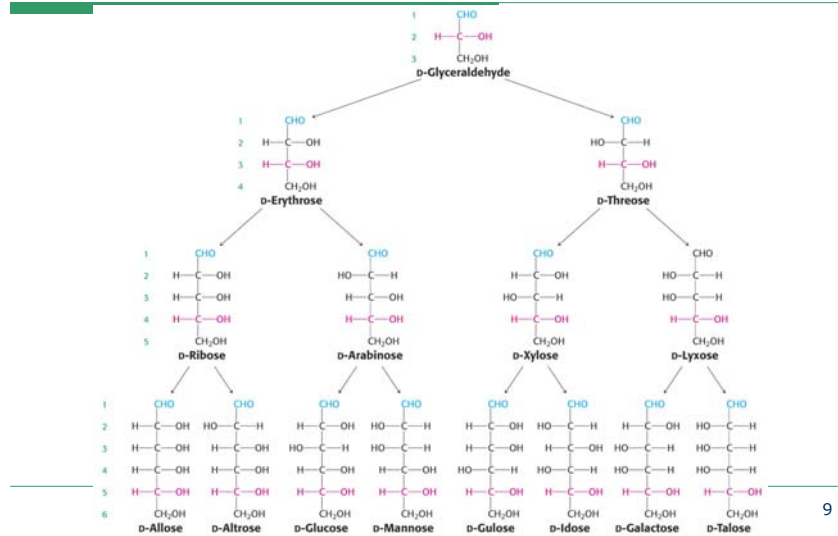 1 CHO
2 H—C—OH
3 CH₂OH
D-Glyceraldehyde
1 CHO CHO
2 H—C—OH HO—C—H
3 H—C—OH H—C—OH
4 CH₂OH CH₂OH
D-Erythrose D-Threose
1 CHO CHO CHO CHO
2 H—C—OH HO—C—H H—C—OH HO—C—H
3 H—C—OH H—C—OH HO—C—H HO—C—H
4 H—C—OH H—C—OH H—C—OH H—C—OH
5 CH₂OH CH₂OH CH₂OH CH₂OH
D-Ribose D-Arabinose D-Xylose D-Lyxose
1 CHO CHO CHO CHO CHO CHO CHO CHO
2 H—C—OH HO—C—H H—C—OH HO—C—H H—C—OH HO—C—H H—C—OH HO—C—H
3 H—C—OH H—C—OH HO—C—H HO—C—H H—C—OH H—C—OH HO—C—H HO—C—H
4 H—C—OH H—C—OH H—C—OH H—C—OH HO—C—H HO—C—H HO—C—H HO—C—H
5 H—C—OH H—C—OH H—C—OH H—C—OH H—C—OH H—C—OH H—C—OH H—C—OH
6 CH₂OH CH₂OH CH₂OH CH₂OH CH₂OH CH₂OH CH₂OH CH₂OH
D-Allose D-Altrose D-Glucose D-Mannose D-Gulose D-Idose D-Galactose D-Talose
9